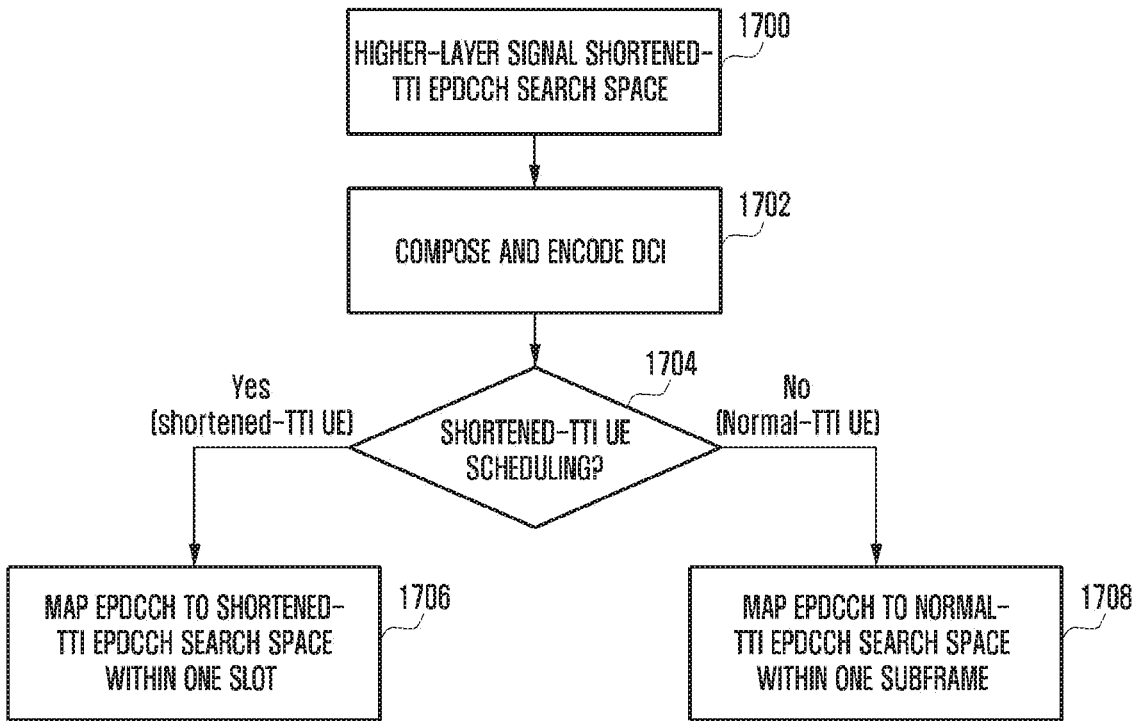 1700
HIGHER-LAYER SIGNAL SHORTENED-
TTI EPDCCH SEARCH SPACE
1702
COMPOSE AND ENCODE DCI
1704
Yes
(shortened-TTI UE)
No
(Normal-TTI UE)
SHORTENED-TTI UE
SCHEDULING?
1706
MAP EPDCCH TO SHORTENED-
TTI EPDCCH SEARCH SPACE
WITHIN ONE SLOT
1708
MAP EPDCCH TO NORMAL-
TTI EPDCCH SEARCH SPACE
WITHIN ONE SUBFRAME